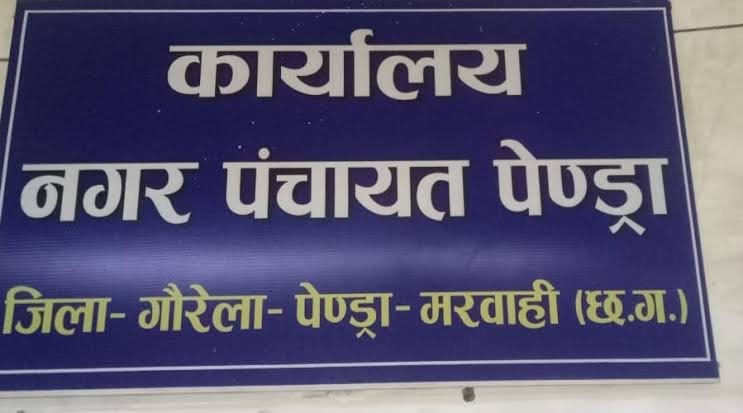 कार्यालय
नगर पंचायत पेण्ड्रा
जिला- गौरेला- पेण्ड्रा- मरवाही (छ.ग.)